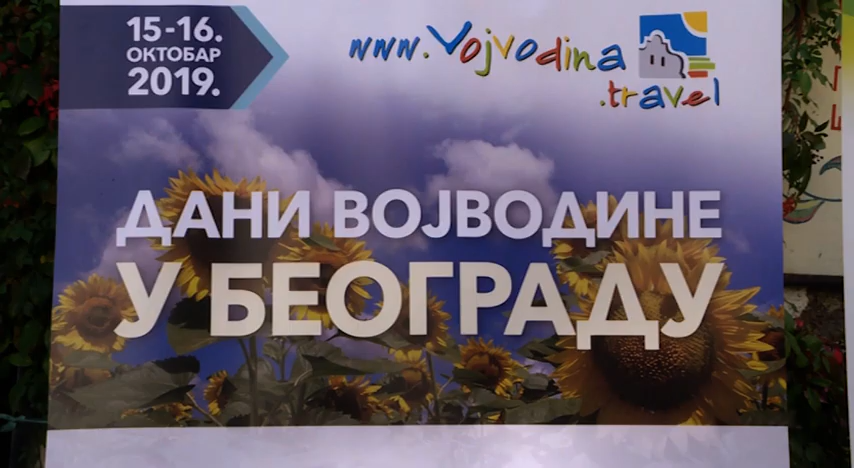 15-16.
ОКТОБАР
2019.
www.Vojvodina
.travel
ДАНИ ВОЈВОДИНЕ
У БЕОГРАДУ